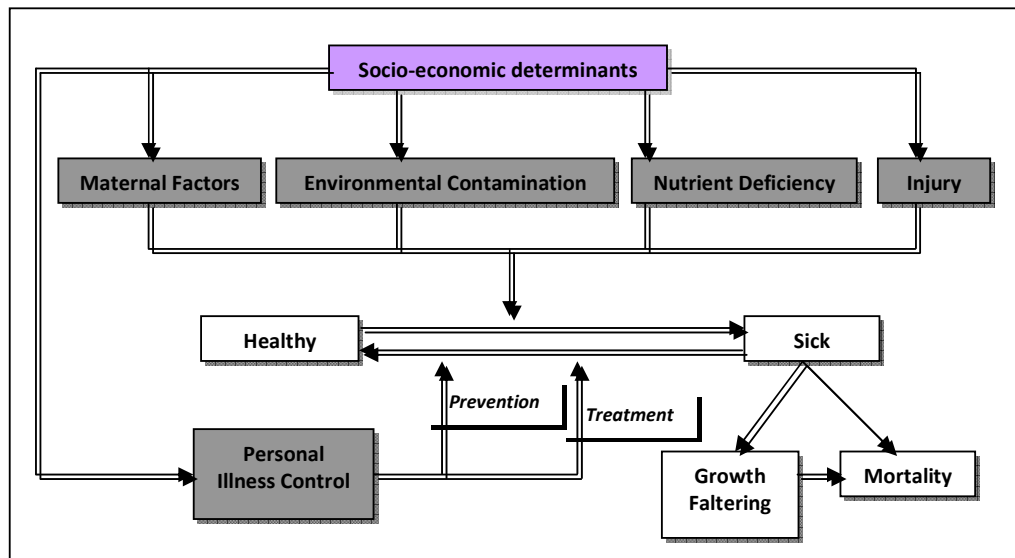 Socio-economic determinants
Maternal Factors
Environmental Contamination
Nutrient Deficiency
Injury
Healthy
Sick
Prevention
Treatment
Personal
Illness Control
Growth
Faltering
Mortality